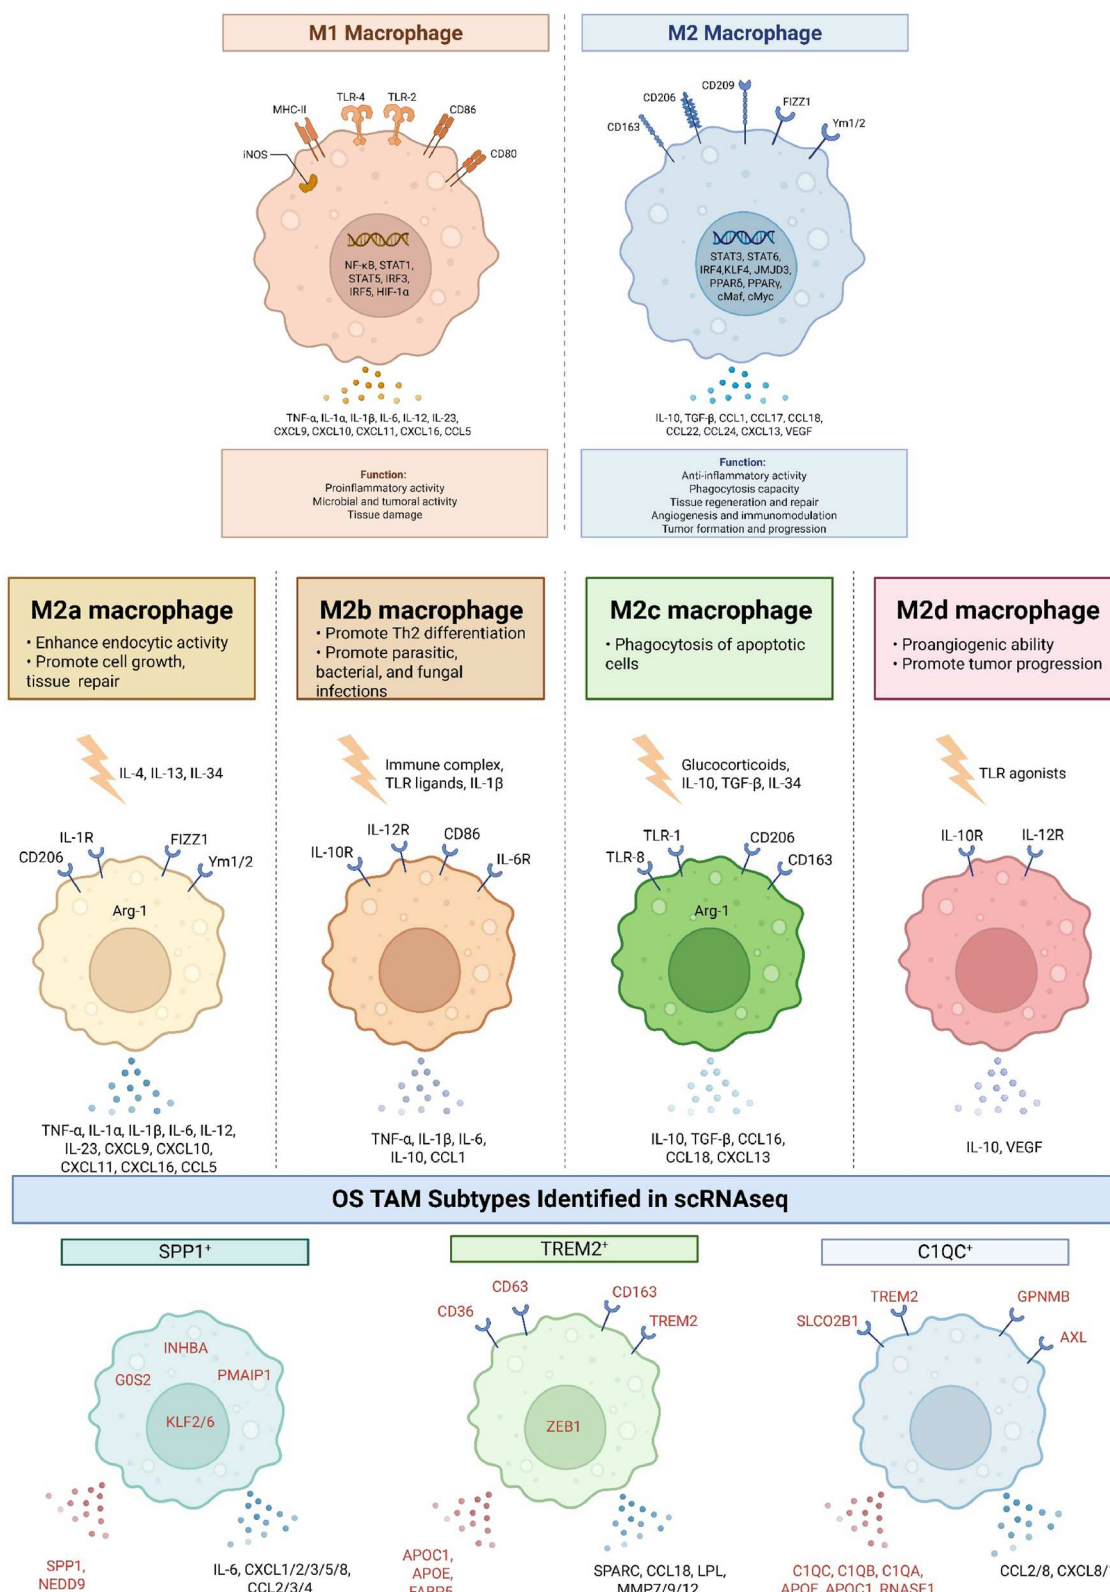 M1 Macrophage
M2 Macrophage
MHC-II
TLR-4
TLR-2
CD86
CD80
iNOS
NF-κB, STAT1,
STAT5, IRF3,
IRF5, HIF-1α
TNF-α, IL-1α, IL-1β, IL-6, IL-12, IL-23,
CXCL9, CXCL10, CXCL11, CXCL16, CCL5
Function:
Proinflammatory activity
Microbial and tumoral activity
Tissue damage
CD163
CD206
CD209
FIZZ1
Ym1/2
STAT3, STAT6,
IRF4,KLF4, JMJD3,
PPARδ, PPARγ,
cMaf, cMyc
IL-10, TGF-β, CCL1, CCL17, CCL18,
CCL22, CCL24, CXCL13, VEGF
Function:
Anti-inflammatory activity
Phagocytosis capacity
Tissue regeneration and repair
Angiogenesis and immunomodulation
Tumor formation and progression
M2a macrophage
• Enhance endocytic activity
• Promote cell growth,
tissue repair
IL-4, IL-13, IL-34
CD206
IL-1R
FIZZ1
Ym1/2
Arg-1
TNF-α, IL-1α, IL-1β, IL-6, IL-12,
IL-23, CXCL9, CXCL10,
CXCL11, CXCL16, CCL5
M2b macrophage
• Promote Th2 differentiation
• Promote parasitic,
bacterial, and fungal
infections
Immune complex,
TLR ligands, IL-1β
IL-10R
IL-12R
CD86
IL-6R
TNF-α, IL-1β, IL-6,
IL-10, CCL1
M2c macrophage
• Phagocytosis of apoptotic
cells
Glucocorticoids,
IL-10, TGF-β, IL-34
TLR-8
TLR-1
CD206
CD163
Arg-1
IL-10, TGF-β, CCL16,
CCL18, CXCL13
M2d macrophage
• Proangiogenic ability
• Promote tumor progression
TLR agonists
IL-10R
IL-12R
IL-10, VEGF
OS TAM Subtypes Identified in scRNAseq
SPP1⁺
INHBA
G0S2
PMAIP1
KLF2/6
SPP1,
NEDD9
IL-6, CXCL1/2/3/5/8,
CCL2/3/4
TREM2⁺
CD36
CD63
CD163
TREM2
ZEB1
APOC1,
APOE,
FABP5
SPARC, CCL18, LPL,
MMP7/9/12
C1QC⁺
SLCO2B1
TREM2
GPNMB
AXL
C1QC, C1QB, C1QA,
APOE, APOC1, RNASE1
CCL2/8, CXCL8/